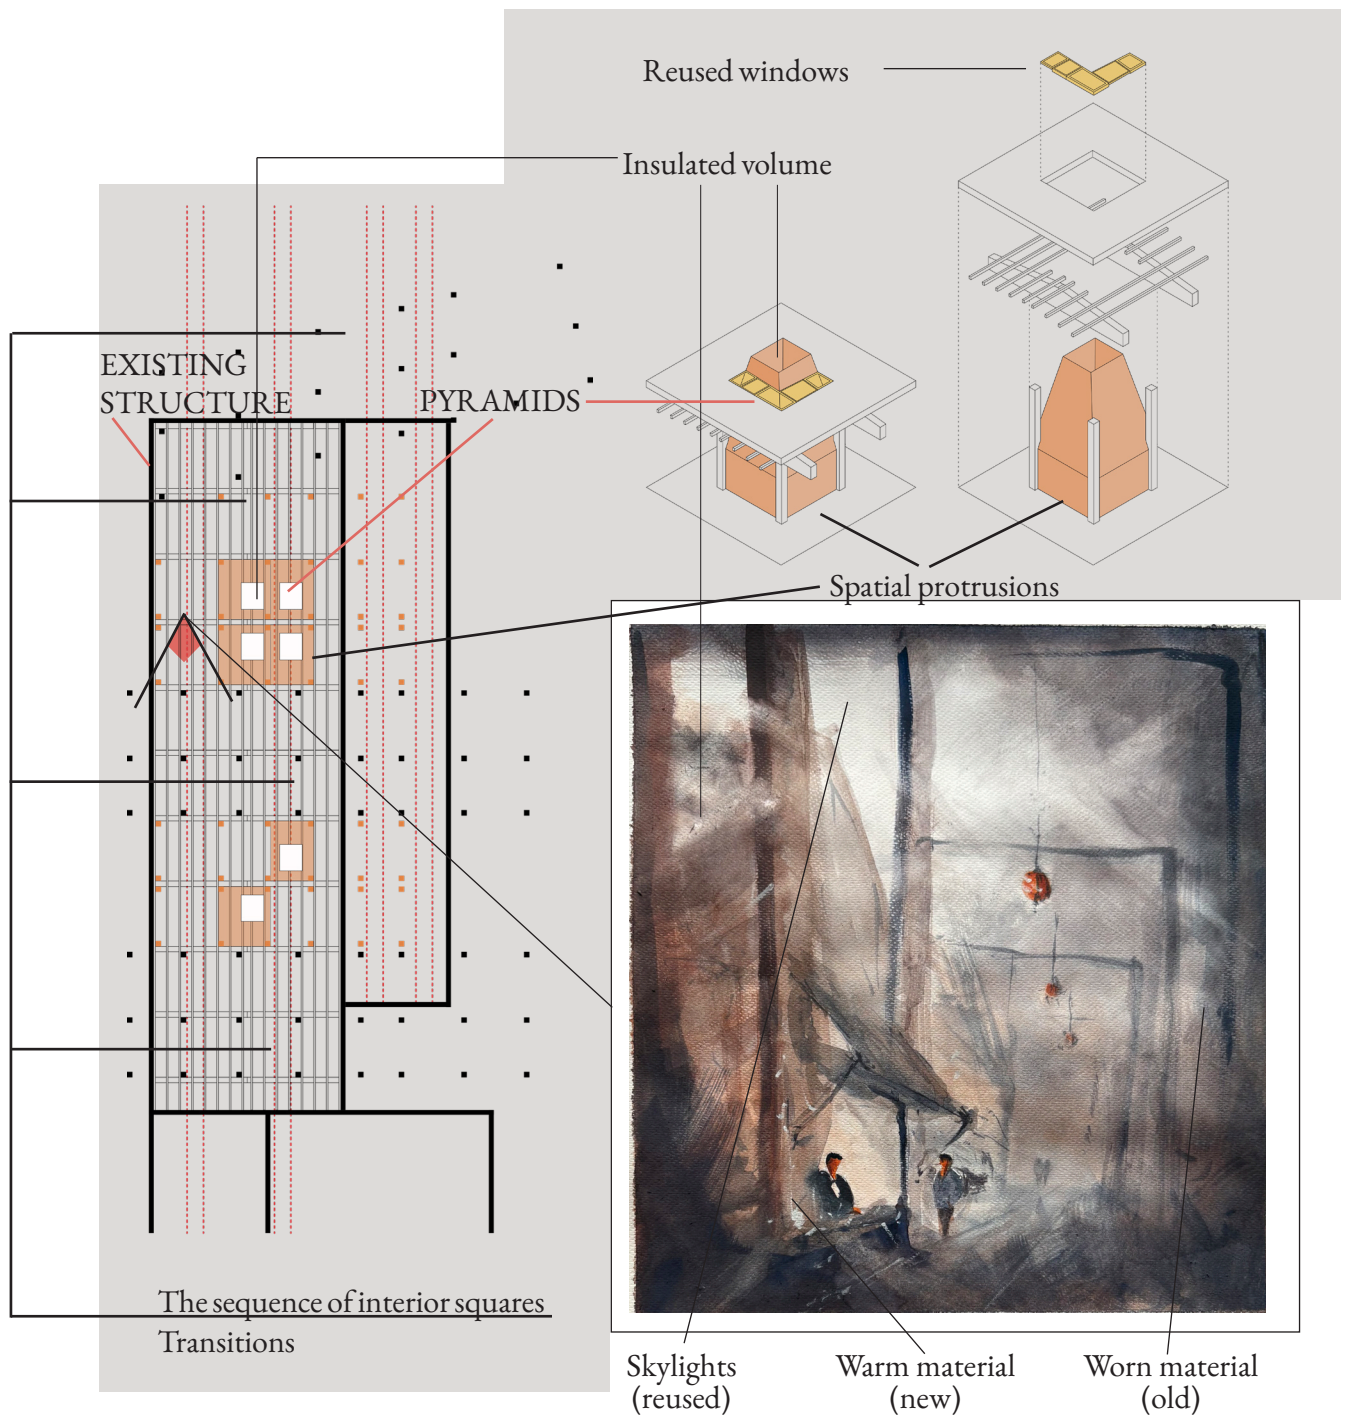 Reused windows
Insulated volume
EXISTING
STRUCTURE
PYRAMIDS
Spatial protrusions
The sequence of interior squares
Transitions
Skylights
(reused)
Warm material
(new)
Worn material
(old)